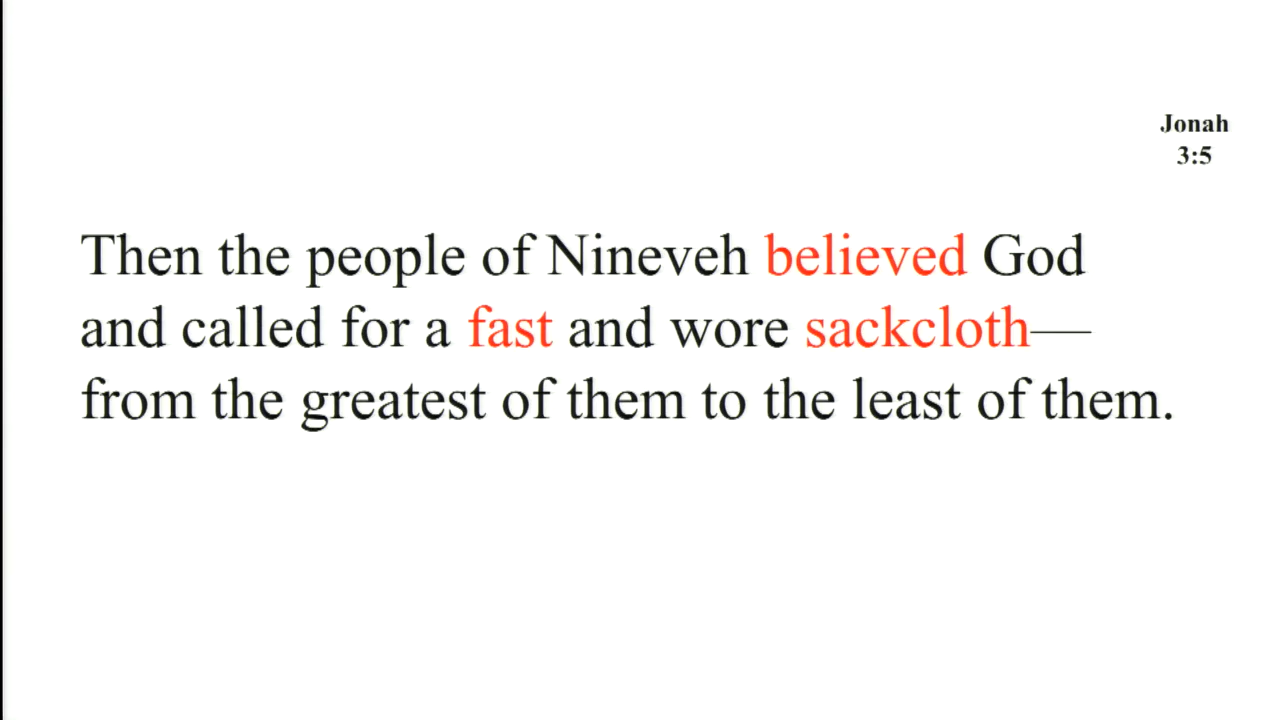 Jonah
3:5
Then the people of Nineveh believed God
and called for a fast and wore sackcloth—
from the greatest of them to the least of them.